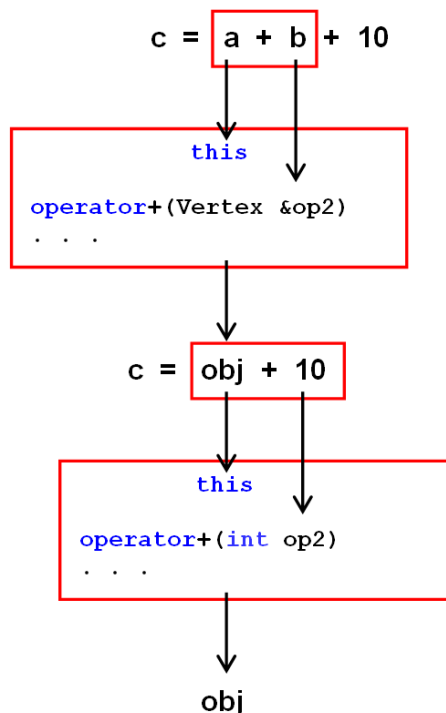 c = a + b + 10
this
operator+(Vertex &op2)
. . .
c = obj + 10
this
operator+(int op2)
. . .
obj